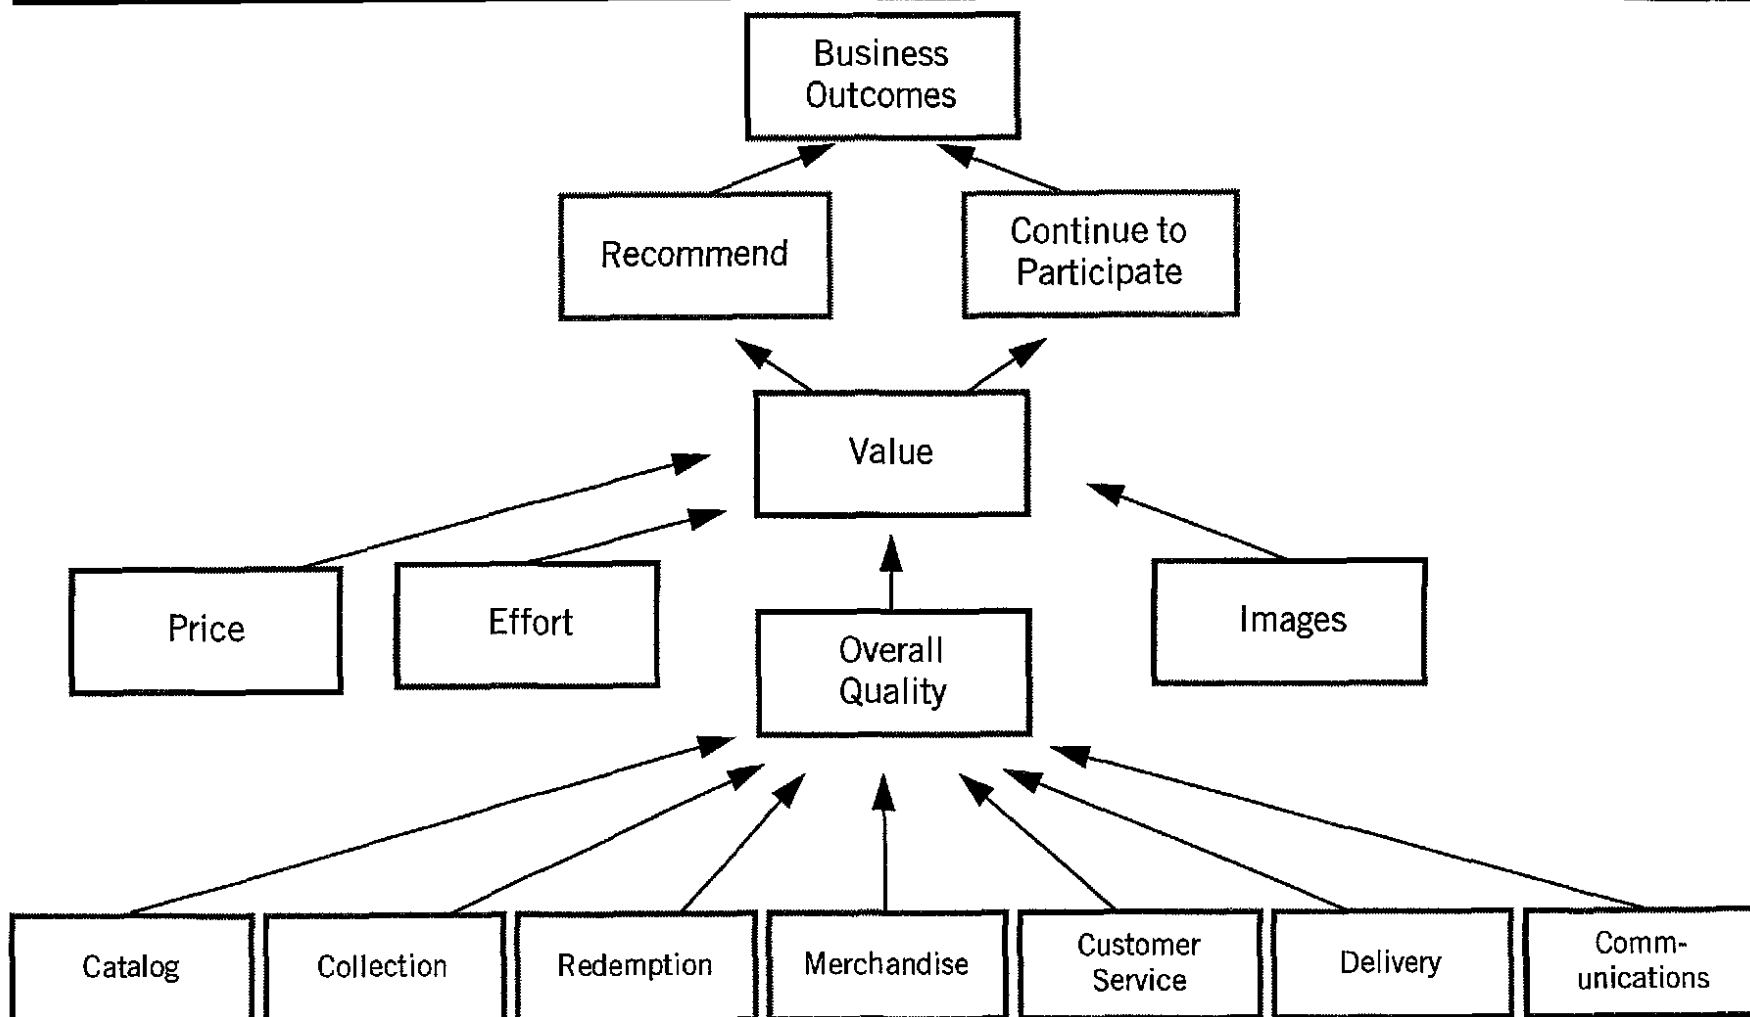 Business
Outcomes
Recommend
Continue to
Participate
Value
Price
Effort
Images
Overall
Quality
Catalog
Collection
Redemption
Merchandise
Customer
Service
Delivery
Comm-
unications